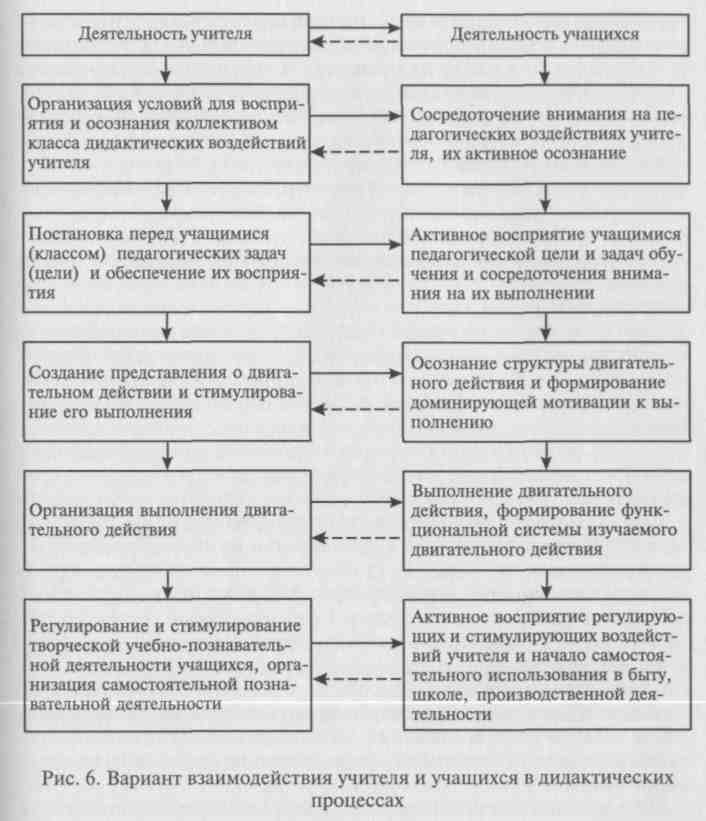 Деятельность учителя
Деятельность учащихся
Организация условий для восприя-
тия и осознания коллективом
класса дидактических воздействий
учителя
Сосредоточение внимания на пе-
дагогических воздействиях учите-
ля, их активное осознание
Постановка перед учащимися
(классом) педагогических задач
(цели) и обеспечение их восприя-
тия
Активное восприятие учащимися
педагогической цели и задач обу-
чения и сосредоточения внима-
ния на их выполнении
Создание представления о двига-
тельном действии и стимулирова-
ние его выполнения
Осознание структуры двигатель-
ного действия и формирование
доминирующей мотивации к вы-
полнению
Организация выполнения двига-
тельного действия
Выполнение двигательного
действия, формирование функ-
циональной системы изучаемого
двигательного действия
Регулирование и стимулирование
творческой учебно-познаватель-
ной деятельности учащихся, орга-
низация самостоятельной позна-
вательной деятельности
Активное восприятие регулирую-
щих и стимулирующих воздейст-
вий учителя и начало самостоя-
тельного использования в быту,
школе, производственной дея-
тельности
Рис. 6. Вариант взаимодействия учителя и учащихся в дидактических
процессах